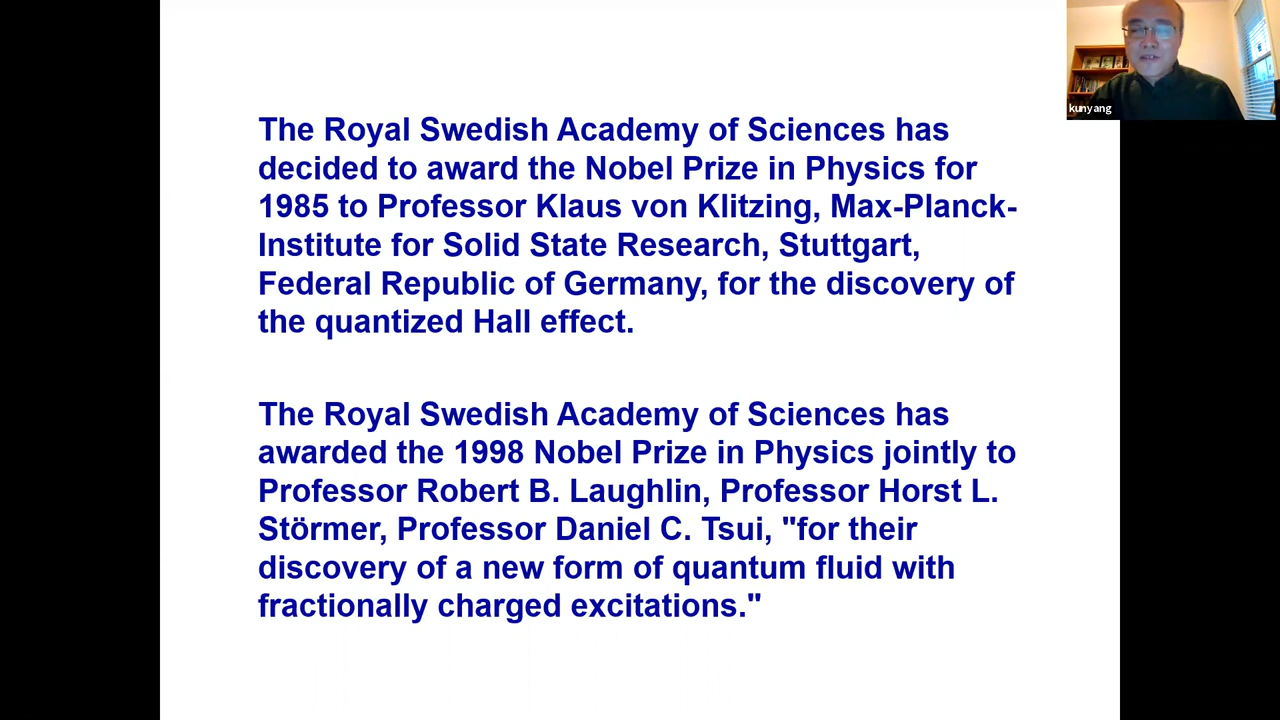 The Royal Swedish Academy of Sciences has
decided to award the Nobel Prize in Physics for
1985 to Professor Klaus von Klitzing, Max-Planck-
Institute for Solid State Research, Stuttgart,
Federal Republic of Germany, for the discovery of
the quantized Hall effect.
The Royal Swedish Academy of Sciences has
awarded the 1998 Nobel Prize in Physics jointly to
Professor Robert B. Laughlin, Professor Horst L.
Störmer, Professor Daniel C. Tsui, "for their
discovery of a new form of quantum fluid with
fractionally charged excitations."
kunyang